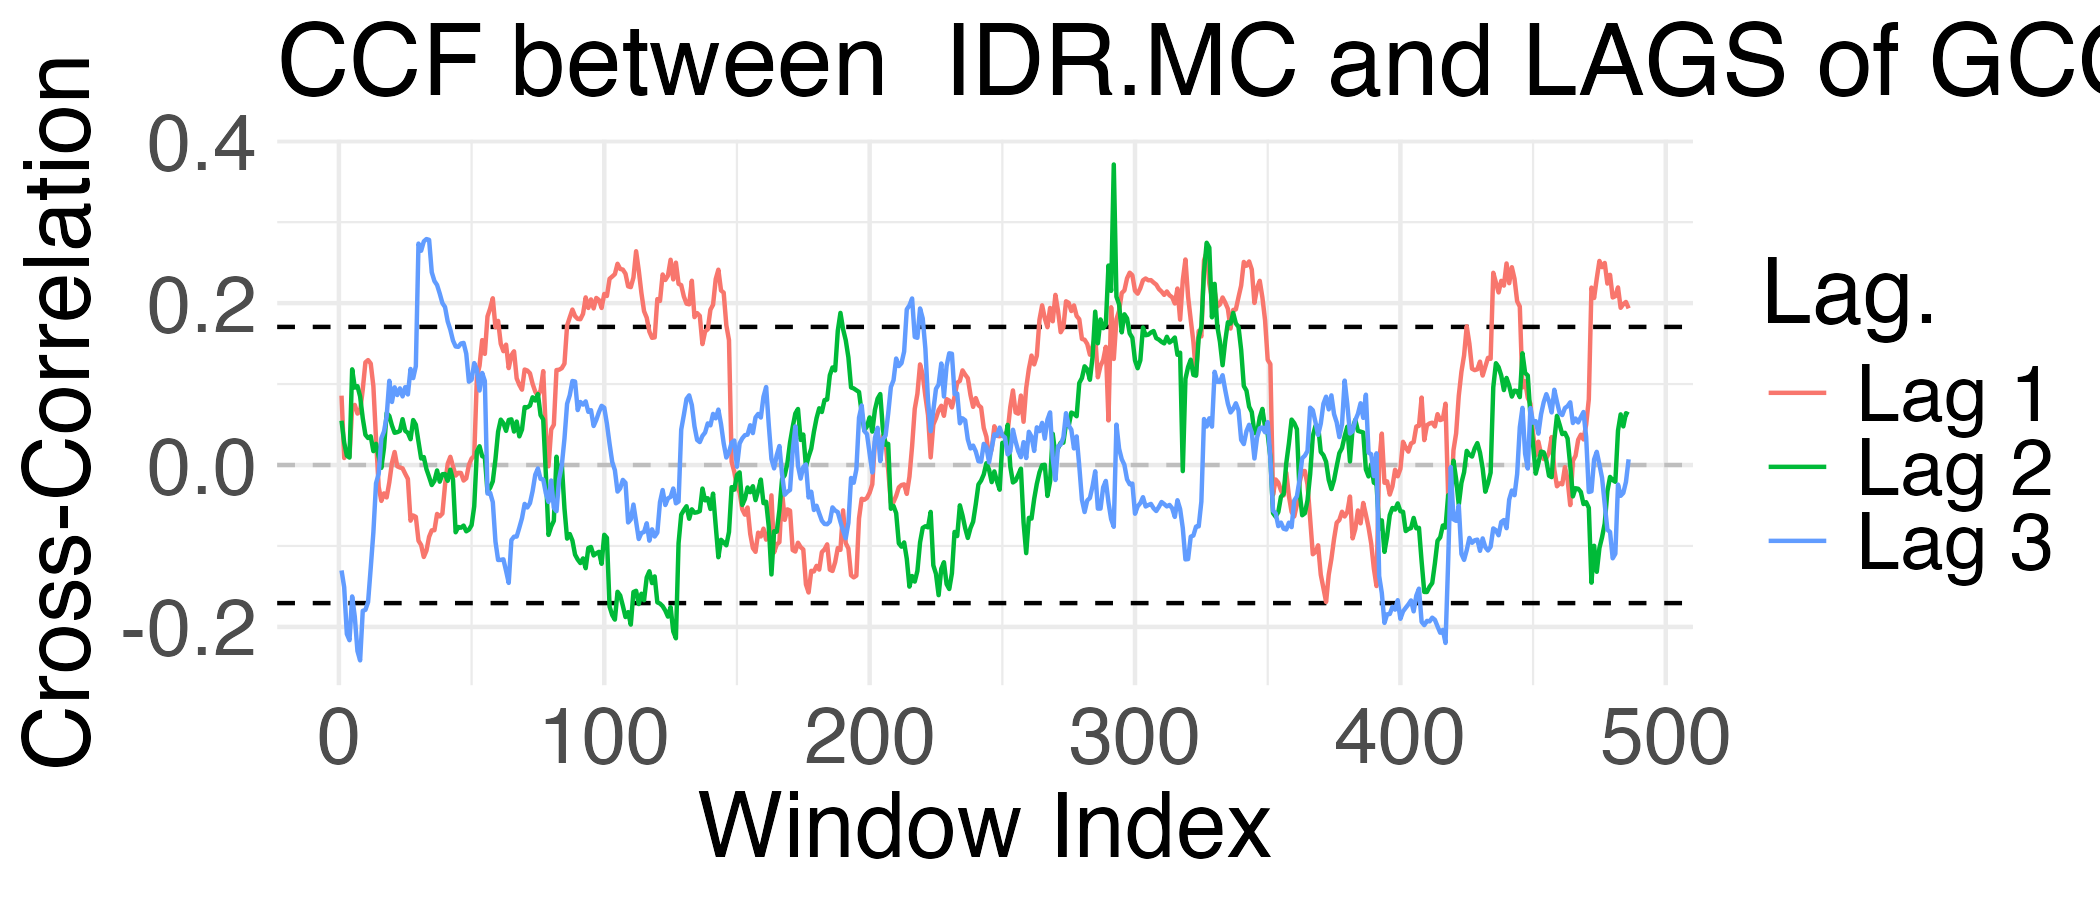 CCF between IDR.MC and LAGS of GCC
Cross-Correlation
0.4
0.2
0.0
-0.2
0
100
200
300
400
500
Window Index
Lag.
Lag 1
Lag 2
Lag 3